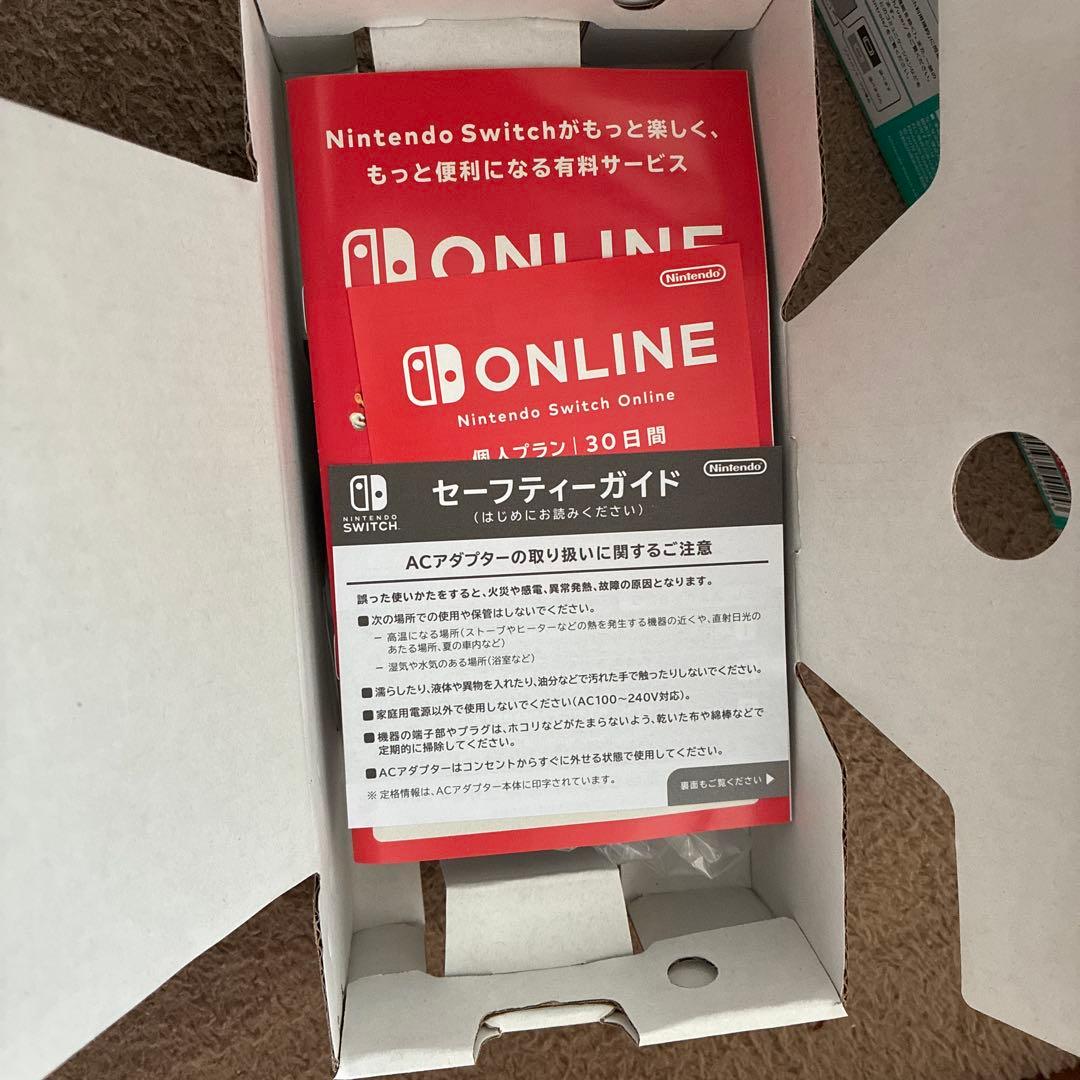 Nintendo Switchがもっと楽しく、
もっと便利になる有料サービス
ONLINE
Nintendo
ONLINE
Nintendo Switch Online
個人プラン | 30日間
NINTENDO
SWITCH
セーフティーガイド
Nintendo
(はじめにお読みください)
ACアダプターの取り扱いに関するご注意
誤った使いかたをすると、火災や感電、異常発熱、故障の原因となります。
■次の場所での使用や保管はしないでください。
− 高温になる場所(ストーブやヒーターなどの熱を発生する機器の近くや、直射日光の
あたる場所、夏の車内など)
− 湿気や水気のある場所(浴室など)
■濡らしたり、液体や異物を入れたり、油分などで汚れた手で触ったりしないでください。
■家庭用電源以外で使用しないでください(AC100〜240V対応)。
■機器の端子部やプラグは、ホコリなどがたまらないよう、乾いた布や綿棒などで
定期的に掃除してください。
■ACアダプターはコンセントからすぐに外せる状態で使用してください。
※ 定格情報は、ACアダプター本体に印字されています。
裏面もご覧ください ▶